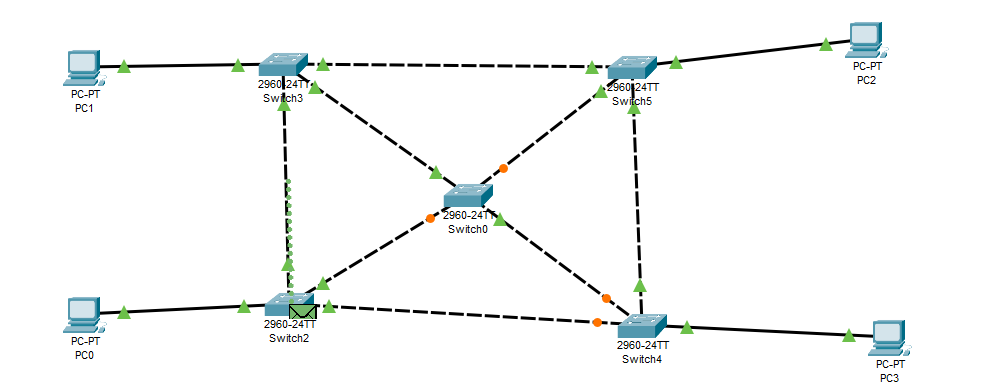 PC-PT
PC1
2960-24TT
Switch3
2960-24TT
Switch5
PC-PT
PC2
2960-24TT
Switch0
PC-PT
PC0
2960-24TT
Switch2
2960-24TT
Switch4
PC-PT
PC3